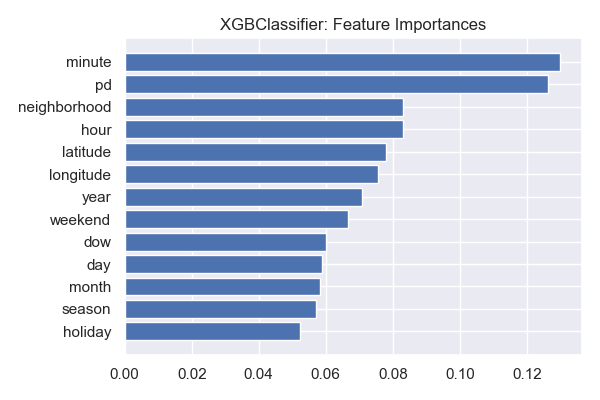 XGBClassifier: Feature Importances
minute
pd
neighborhood
hour
latitude
longitude
year
weekend
dow
day
month
season
holiday
0.00 0.02 0.04 0.06 0.08 0.10 0.12